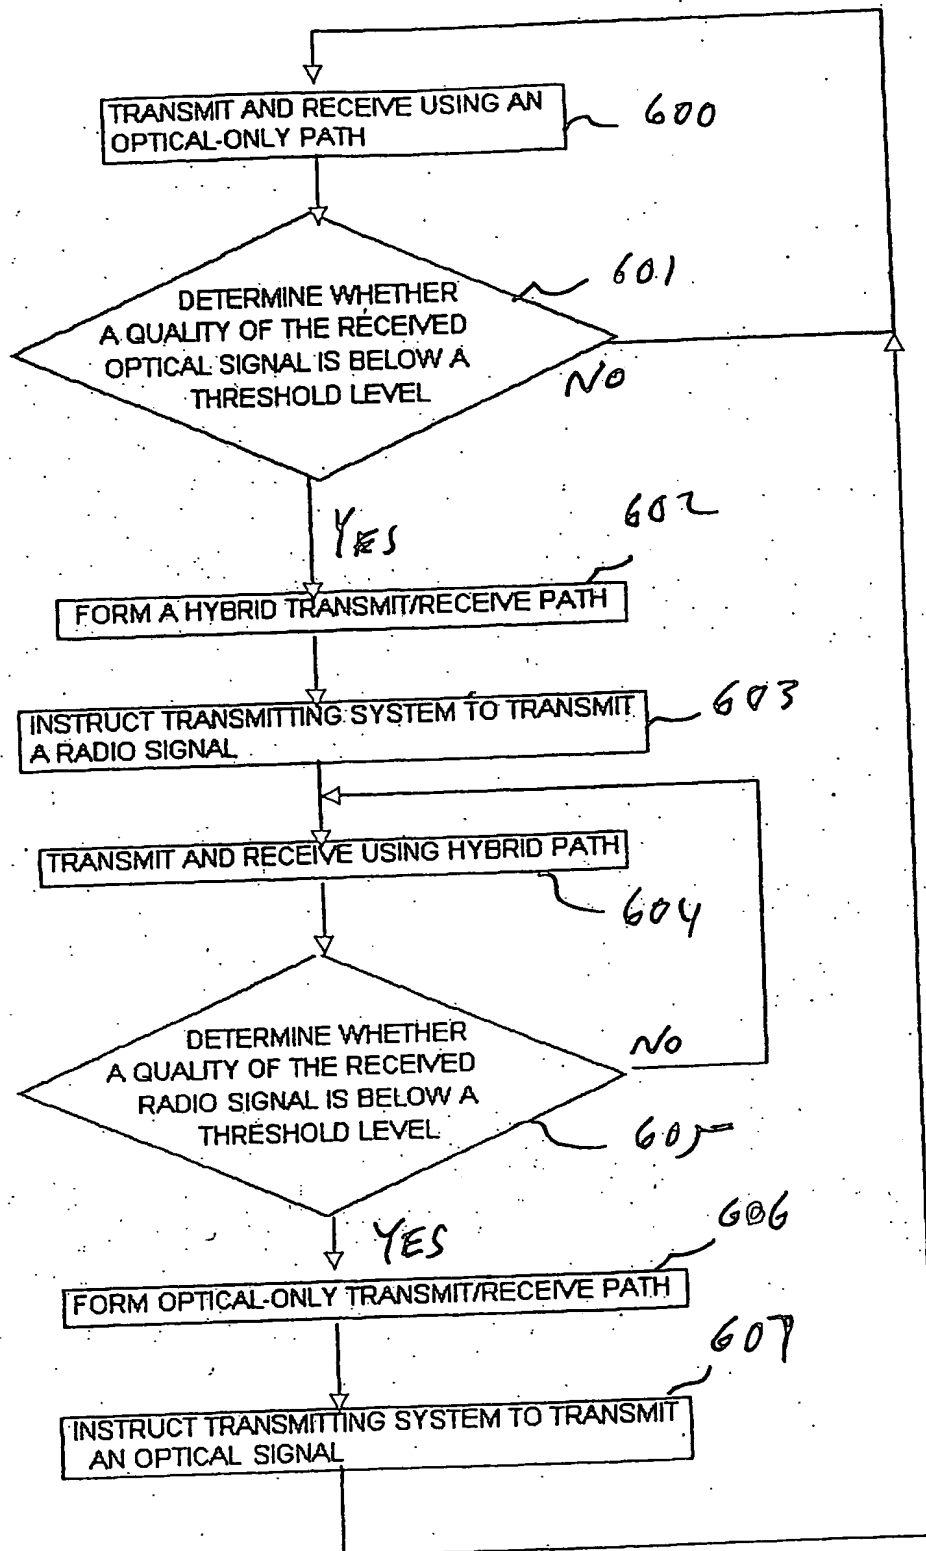 TRANSMIT AND RECEIVE USING AN
OPTICAL-ONLY PATH
600
DETERMINE WHETHER
A QUALITY OF THE RECEIVED
OPTICAL SIGNAL IS BELOW A
THRESHOLD LEVEL
601
NO
YES
602
FORM A HYBRID TRANSMIT/RECEIVE PATH
603
INSTRUCT TRANSMITTING SYSTEM TO TRANSMIT
A RADIO SIGNAL
TRANSMIT AND RECEIVE USING HYBRID PATH
604
DETERMINE WHETHER
A QUALITY OF THE RECEIVED
RADIO SIGNAL IS BELOW A
THRESHOLD LEVEL
NO
605
YES
606
FORM OPTICAL-ONLY TRANSMIT/RECEIVE PATH
607
INSTRUCT TRANSMITTING SYSTEM TO TRANSMIT
AN OPTICAL SIGNAL